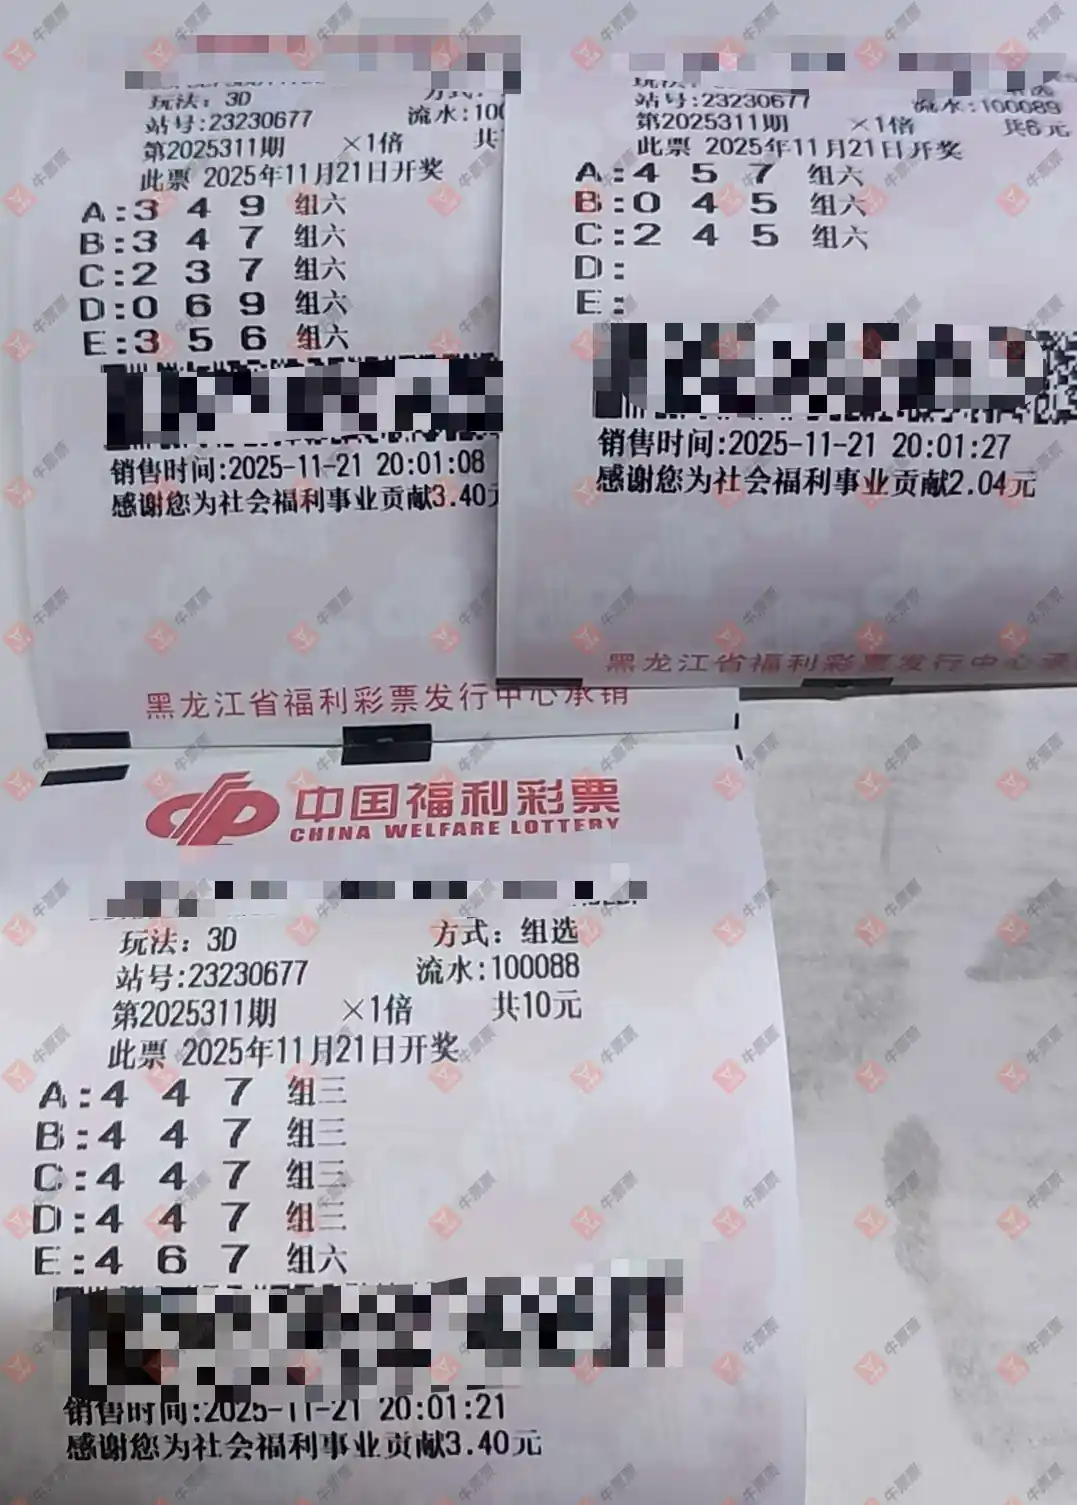 玩法：3D
站号:23230677 流水:100
第2025311期 ×1倍 共
此票 2025年11月21日开奖
A:3 4 9 组六
B:3 4 7 组六
C:2 3 7 组六
D:0 6 9 组六
E:3 5 6 组六
销售时间:2025-11-21 20:01:08
感谢您为社会福利事业贡献3.40元
黑龙江省福利彩票发行中心承销
站号:23230677 流水:100089
第2025311期 ×1倍 共6元
此票 2025年11月21日开奖
A:4 5 7 组六
B:0 4 5 组六
C:2 4 5 组六
D:
E:
销售时间:2025-11-21 20:01:27
感谢您为社会福利事业贡献2.04元
黑龙江省福利彩票发行中心承
中国福利彩票
CHINA WELFARE LOTTERY
玩法：3D 方式：组选
站号:23230677 流水:100088
第2025311期 ×1倍 共10元
此票 2025年11月21日开奖
A:4 4 7 组三
B:4 4 7 组三
C:4 4 7 组三
D:4 4 7 组三
E:4 6 7 组六
销售时间:2025-11-21 20:01:21
感谢您为社会福利事业贡献3.40元
牛票票